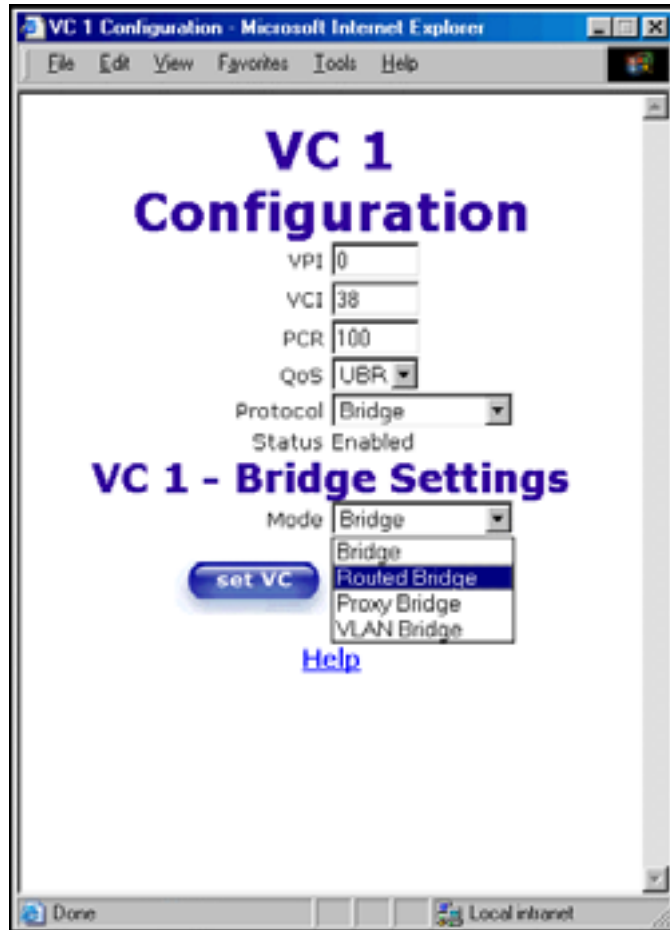 VC 1 Configuration - Microsoft Internet Explorer
File Edit View Favorites Tools Help
VC 1
Configuration
VPI 0
VCI 38
PCR 100
QoS UBR
Protocol Bridge
Status Enabled
VC 1 - Bridge Settings
Mode Bridge
Bridge
Routed Bridge
Proxy Bridge
VLAN Bridge
set VC
Help
Done
Local intranet